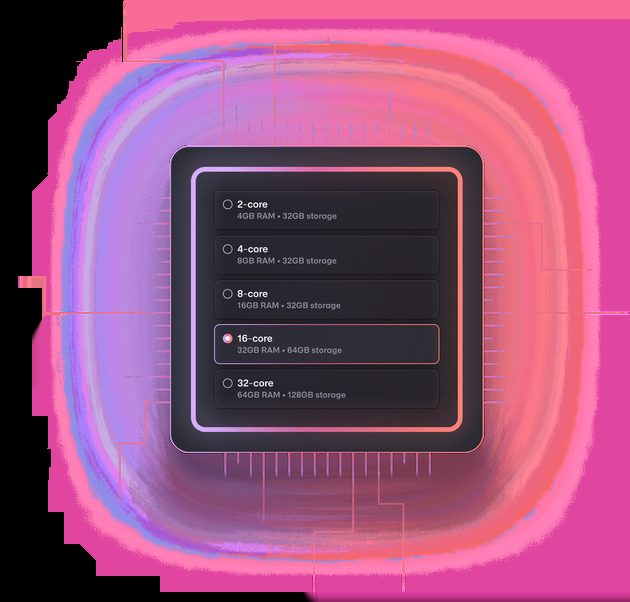 2-core
4GB RAM • 32GB storage
4-core
8GB RAM • 32GB storage
8-core
16GB RAM • 32GB storage
16-core
32GB RAM • 64GB storage
32-core
64GB RAM • 128GB storage